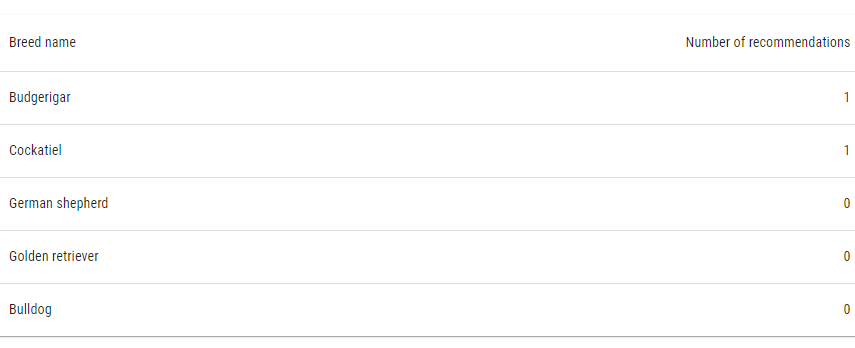 Breed name Number of recommendations
Budgerigar 1
Cockatiel 1
German shepherd 0
Golden retriever 0
Bulldog 0